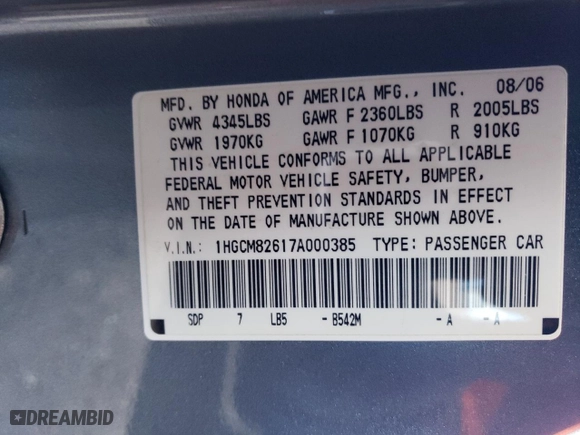 MFD. BY HONDA OF AMERICA MFG., INC. 08/06
GVWR 4345LBS GAWR F 2360LBS R 2005LBS
GVWR 1970KG GAWR F 1070KG R 910KG
THIS VEHICLE CONFORMS TO ALL APPLICABLE
FEDERAL MOTOR VEHICLE SAFETY, BUMPER,
AND THEFT PREVENTION STANDARDS IN EFFECT
ON THE DATE OF MANUFACTURE SHOWN ABOVE.
V.I.N.: 1HGCM82617A000385 TYPE: PASSENGER CAR
SDP 7 LB5 - B542M - A - A
DREAMBID